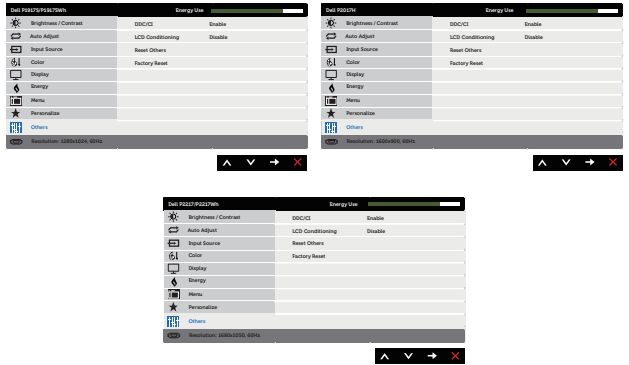 Dell P1917S/P1917SWh Energy Use
Brightness / Contrast DDC/CI Enable
Auto Adjust LCD Conditioning Disable
Input Source Reset Others
Color Factory Reset
Display
Energy
Menu
Personalize
Others
Resolution: 1280x1024, 60Hz
Dell P2017H Energy Use
Brightness / Contrast DDC/CI Enable
Auto Adjust LCD Conditioning Disable
Input Source Reset Others
Color Factory Reset
Display
Energy
Menu
Personalize
Others
Resolution: 1600x900, 60Hz
Dell P2217/P2217Wh Energy Use
Brightness / Contrast DDC/CI Enable
Auto Adjust LCD Conditioning Disable
Input Source Reset Others
Color Factory Reset
Display
Energy
Menu
Personalize
Others
Resolution: 1680x1050, 60Hz